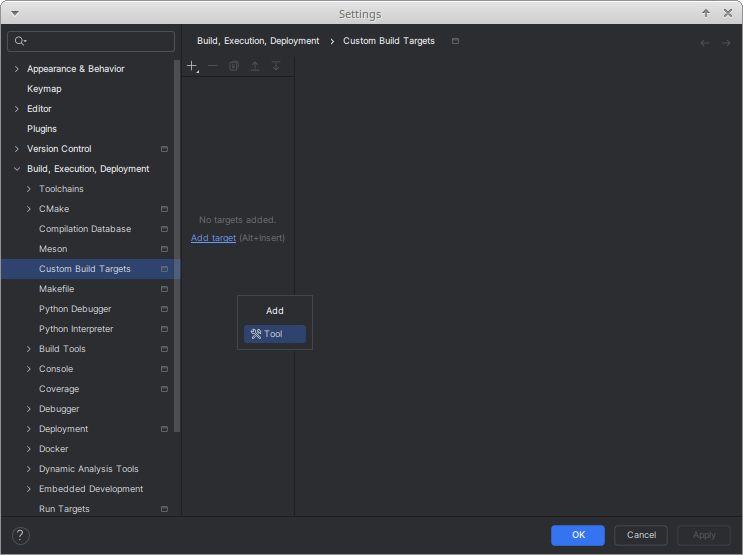 Settings
Build, Execution, Deployment › Custom Build Targets
Appearance & Behavior
Keymap
Editor
Plugins
Version Control
Build, Execution, Deployment
Toolchains
CMake
Compilation Database
Meson
Custom Build Targets
Makefile
Python Debugger
Python Interpreter
Build Tools
Console
Coverage
Debugger
Deployment
Docker
Dynamic Analysis Tools
Embedded Development
Run Targets
No targets added.
Add target (Alt+Insert)
Add
Tool
?
OK
Cancel
Apply